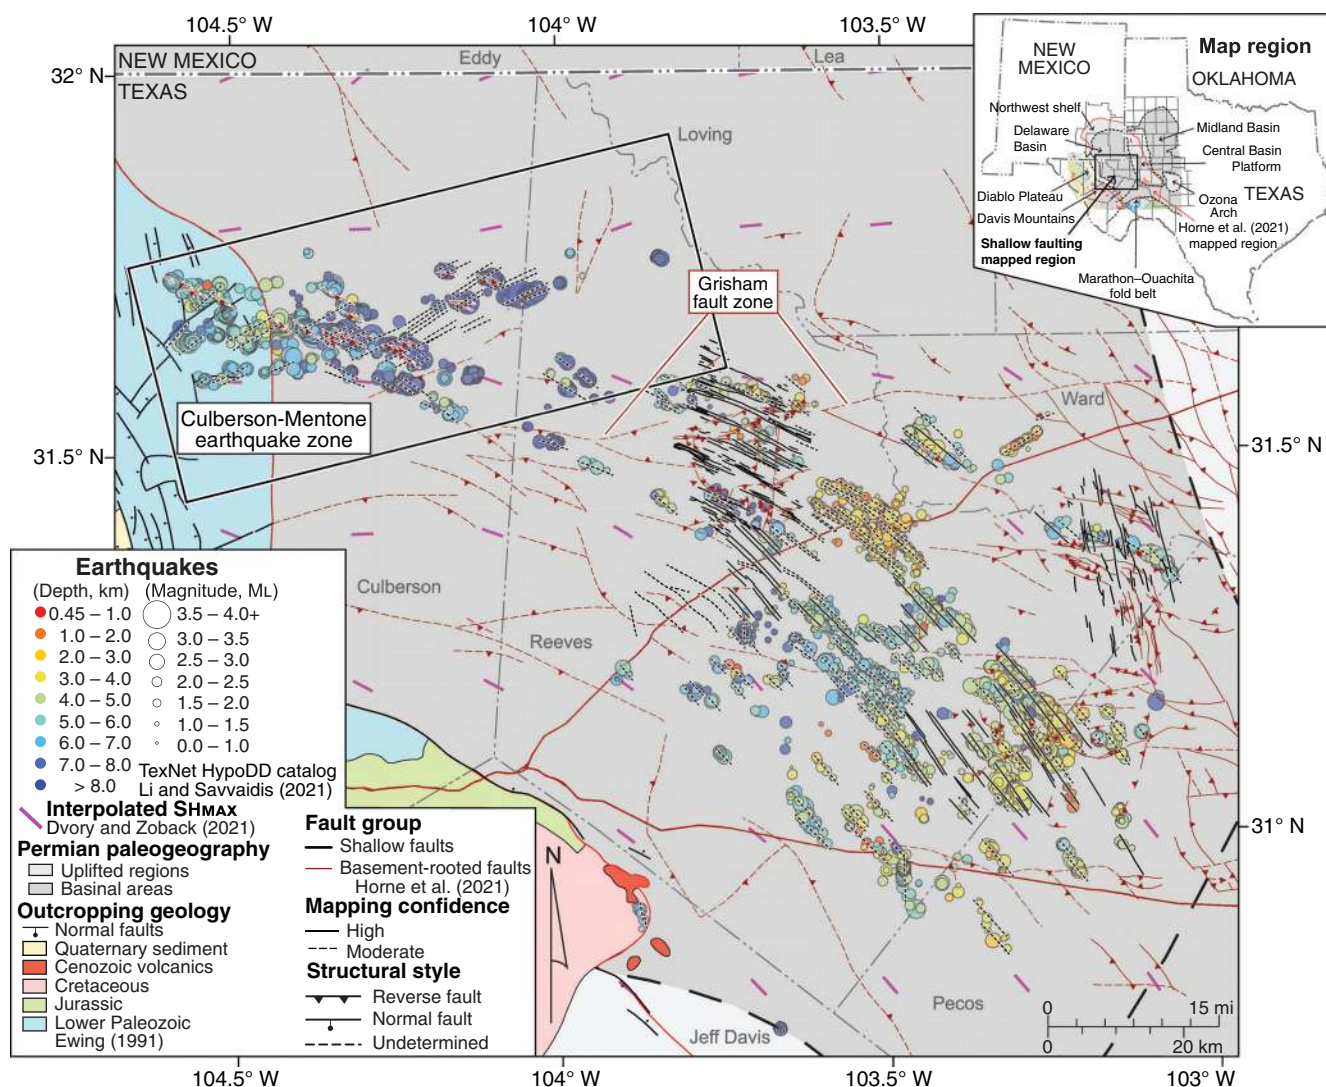 104.5° W
104° W
103.5° W
32° N
NEW MEXICO
TEXAS
Eddy
Lea
Loving
Map region
NEW
MEXICO
OKLAHOMA
Northwest shelf
Delaware
Basin
Midland Basin
Central Basin
Platform
Diablo Plateau
TEXAS
Davis Mountains
Ozona
Arch
Shallow faulting
mapped region
Horne et al. (2021)
mapped region
Marathon–Ouachita
fold belt
Grisham
fault zone
Culberson-Mentone
earthquake zone
Ward
31.5° N
31.5° N
Culberson
Reeves
31° N
Pecos
Jeff Davis
Earthquakes
(Depth, km)
(Magnitude, ML)
0.45 – 1.0
3.5 – 4.0+
1.0 – 2.0
3.0 – 3.5
2.0 – 3.0
2.5 – 3.0
3.0 – 4.0
2.0 – 2.5
4.0 – 5.0
1.5 – 2.0
5.0 – 6.0
1.0 – 1.5
6.0 – 7.0
0.0 – 1.0
7.0 – 8.0
> 8.0
TexNet HypoDD catalog
Li and Savvaidis (2021)
Interpolated SHMAX
Dvory and Zoback (2021)
Permian paleogeography
Uplifted regions
Basinal areas
Outcropping geology
Normal faults
Quaternary sediment
Cenozoic volcanics
Cretaceous
Jurassic
Lower Paleozoic
Ewing (1991)
Fault group
Shallow faults
Basement-rooted faults
Horne et al. (2021)
Mapping confidence
High
Moderate
Structural style
Reverse fault
Normal fault
Undetermined
N
0 15 mi
0 20 km
104.5° W
104° W
103.5° W
103° W